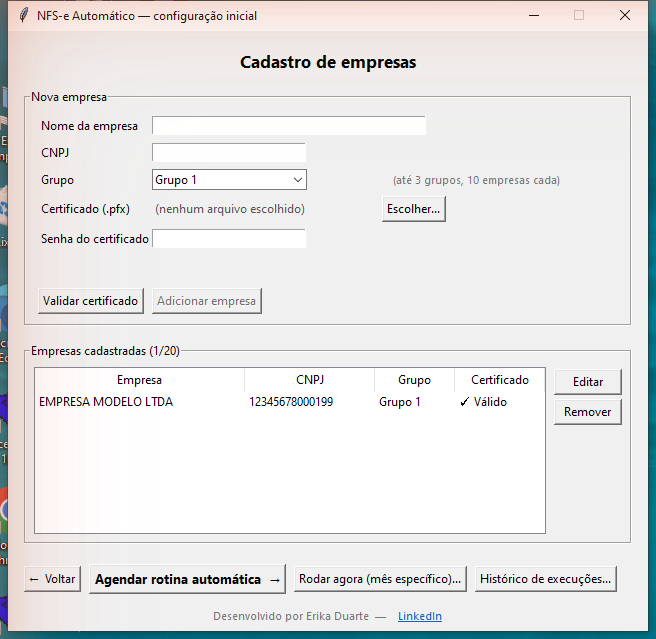 NFS-e Automático — configuração inicial
Cadastro de empresas
Nova empresa
Nome da empresa
CNPJ
Grupo Grupo 1 (até 3 grupos, 10 empresas cada)
Certificado (.pfx) (nenhum arquivo escolhido) Escolher...
Senha do certificado
Validar certificado Adicionar empresa
Empresas cadastradas (1/20)
Empresa CNPJ Grupo Certificado
EMPRESA MODELO LTDA 12345678000199 Grupo 1 ✓ Válido
Editar
Remover
← Voltar Agendar rotina automática → Rodar agora (mês específico)... Histórico de execuções...
Desenvolvido por Erika Duarte — LinkedIn